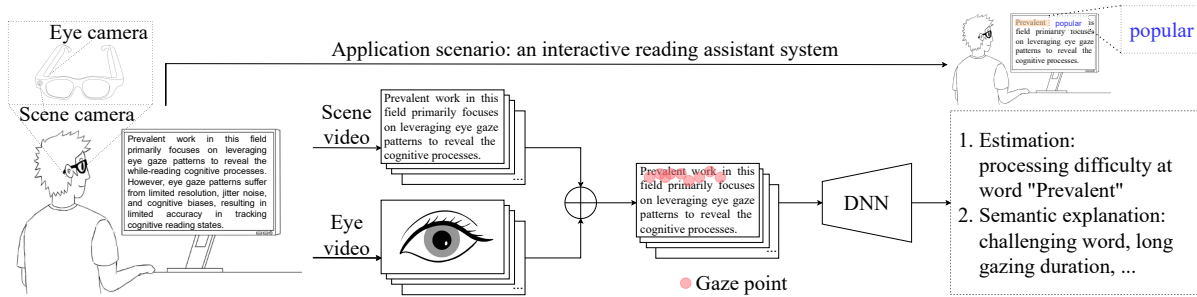 Eye camera
Scene camera
Prevalent work in this field
primarily focuses on leveraging
eye gaze patterns to reveal the
while-reading cognitive processes.
However, eye gaze patterns suffer
from limited resolution, jitter noise,
and cognitive biases, resulting in
limited accuracy in tracking
cognitive reading states.
Application scenario: an interactive reading assistant system
Scene
video
Prevalent work in this
field primarily focuses
on leveraging eye gaze
patterns to reveal the
cognitive processes.
...
Eye
video
...
Prevalent work in this
field primarily focuses
on leveraging eye gaze
patterns to reveal the
cognitive processes.
...
Gaze point
DNN
Prevalent popular is
field primarily focuses
on leveraging eye gaze
patterns to reveal the
cognitive processes.
popular
1. Estimation:
processing difficulty at
word "Prevalent"
2. Semantic explanation:
challenging word, long
gazing duration, ...